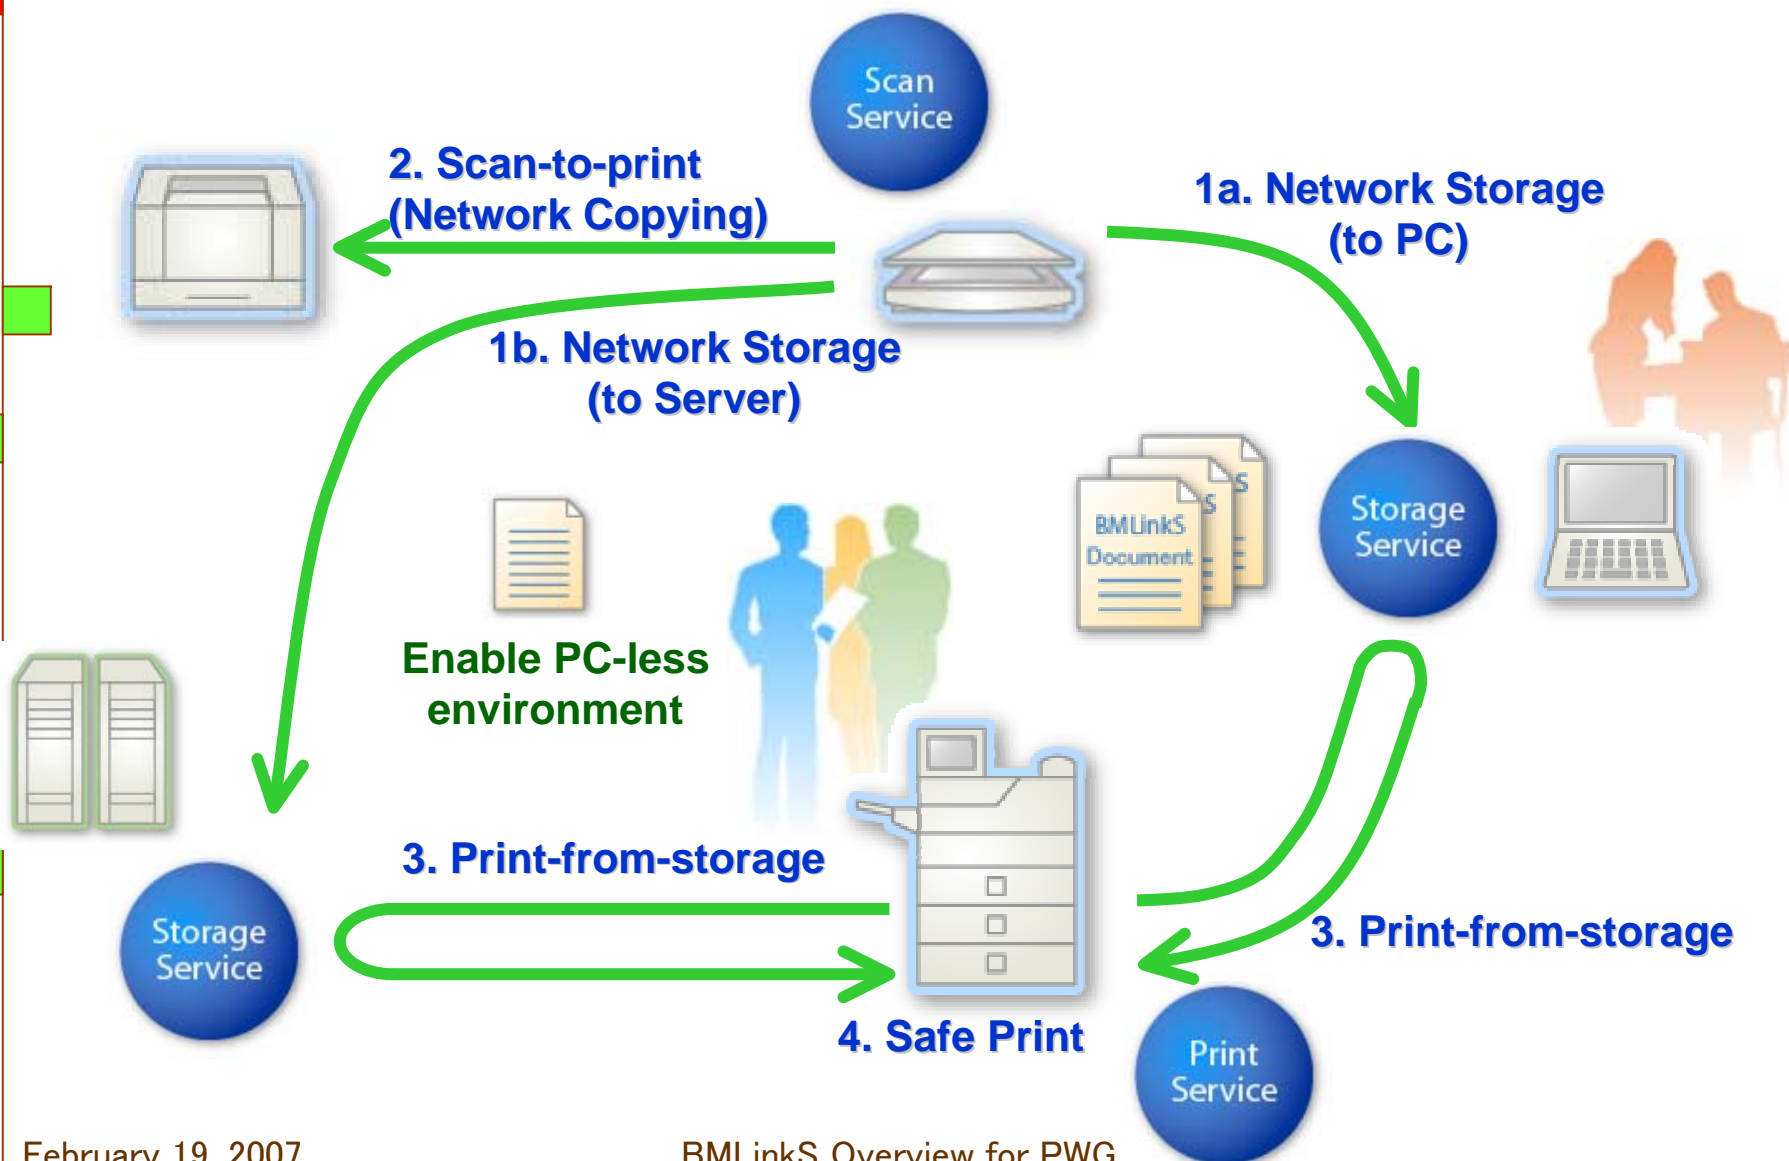 Scan
Service
2. Scan-to-print
(Network Copying)
1a. Network Storage
(to PC)
1b. Network Storage
(to Server)
S
S
BMLinkS
Document
Storage
Service
Enable PC-less
environment
3. Print-from-storage
Storage
Service
3. Print-from-storage
4. Safe Print
Print
Service
February 19, 2007
BMLinkS Overview for PWG